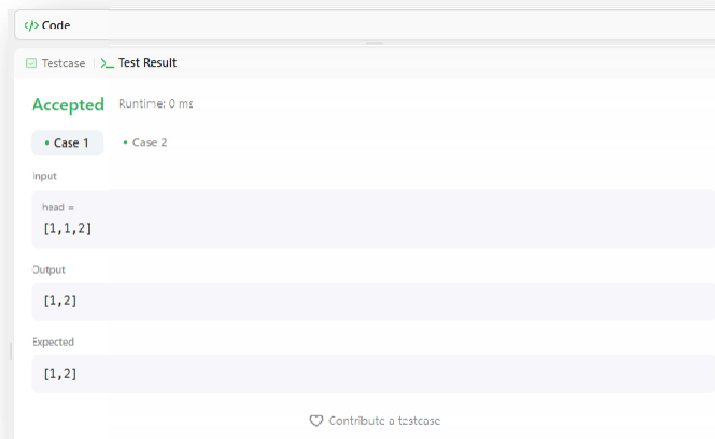 </> Code
Testcase | >_ Test Result
Accepted Runtime: 0 ms
• Case 1 • Case 2
Input
head =
[1,1,2]
Output
[1,2]
Expected
[1,2]
Contribute a testcase